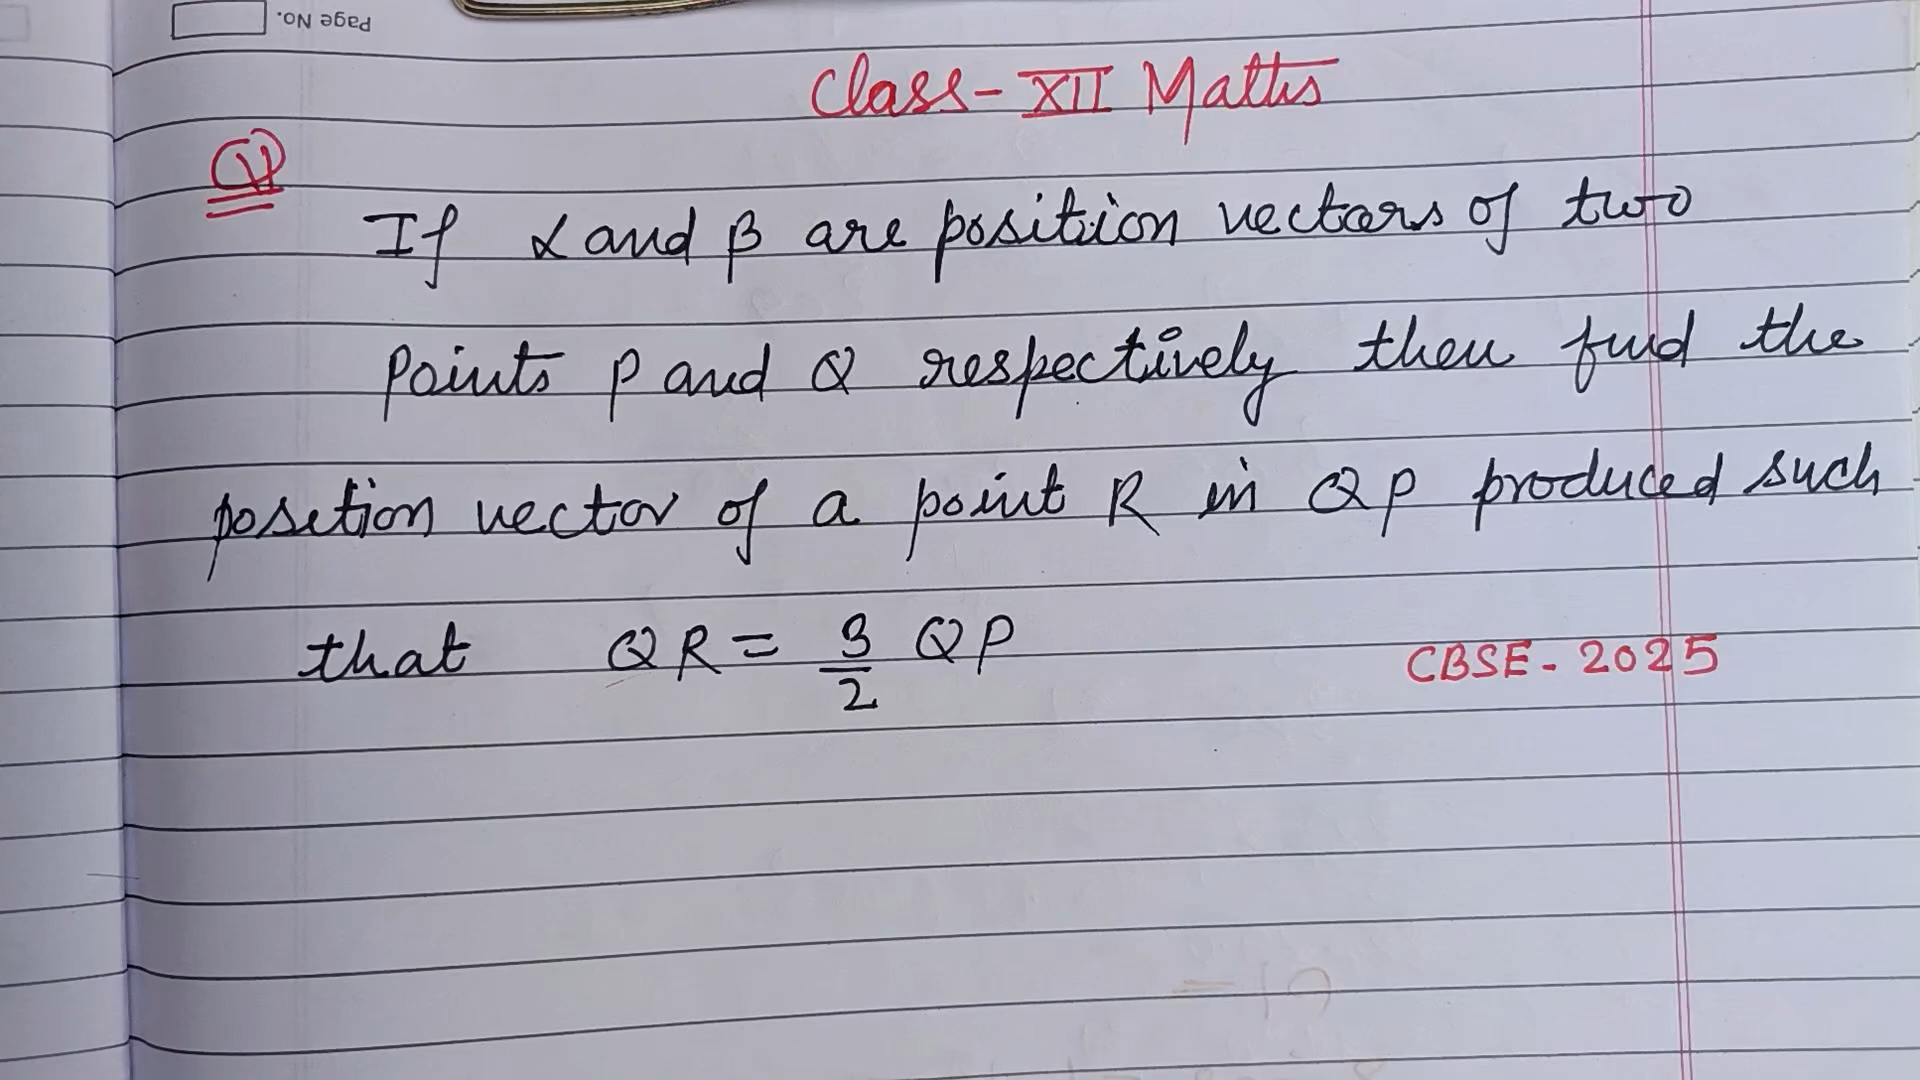 Page No.
Class-XII Maths
Q
If α and β are position vectors of two
Points P and Q respectively then find the
position vector of a point R in QP produced such
that QR = 3/2 QP
CBSE-2025